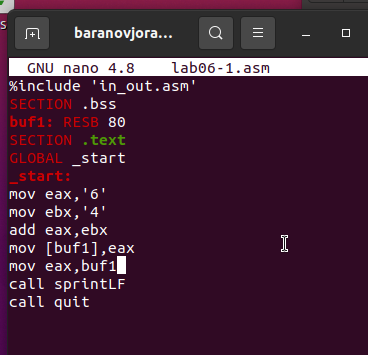 baranovjora...
GNU nano 4.8 lab06-1.asm
%include 'in_out.asm'
SECTION .bss
buf1: RESB 80
SECTION .text
GLOBAL _start
_start:
mov eax,'6'
mov ebx,'4'
add eax,ebx
mov [buf1],eax
mov eax,buf1
call sprintLF
call quit